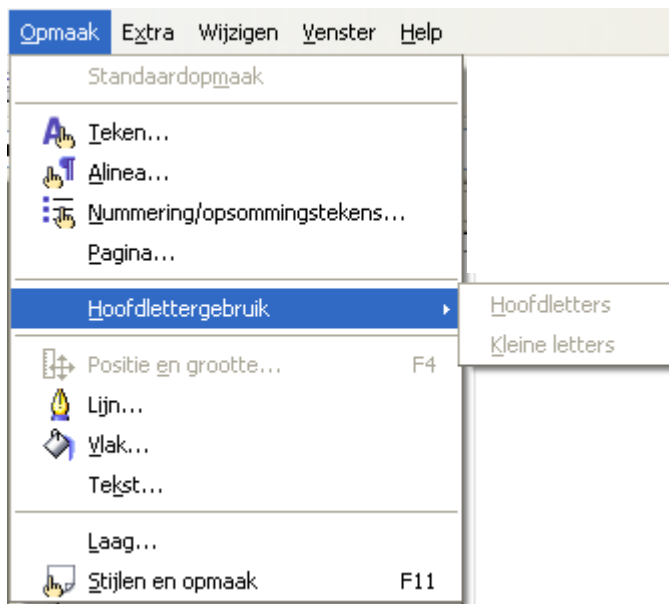 Opmaak Extra Wijzigen Venster Help
Standaardopmaak
Teken...
Alinea...
Nummering/opsommingstekens...
Pagina...
Hoofdlettergebruik
Hoofdletters
Kleine letters
Positie en grootte... F4
Lijn...
Vlak...
Tekst...
Laag...
Stijlen en opmaak F11